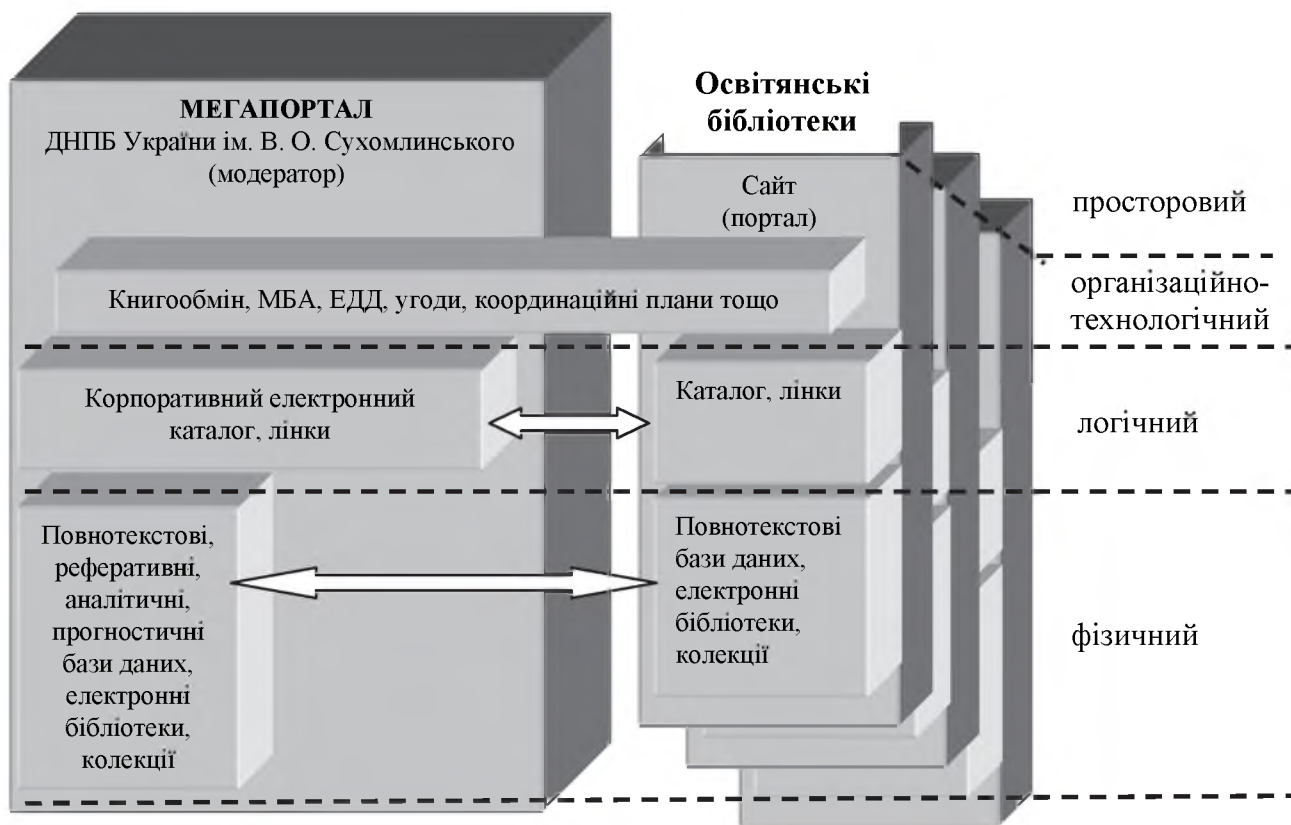 МЕГАПОРТАЛ
ДНПБ України ім. В. О. Сухомлинського
(модератор)
Освітянські
бібліотеки
Сайт
(портал)
просторовий
Книгообмін, МБА, ЕДД, угоди, координаційні плани тощо
організаційно-
технологічний
Корпоративний електронний
каталог, лінки
Каталог, лінки
логічний
Повнотекстові,
реферативні,
аналітичні,
прогностичні
бази даних,
електронні
бібліотеки,
колекції
Повнотекстові
бази даних,
електронні
бібліотеки,
колекції
фізичний